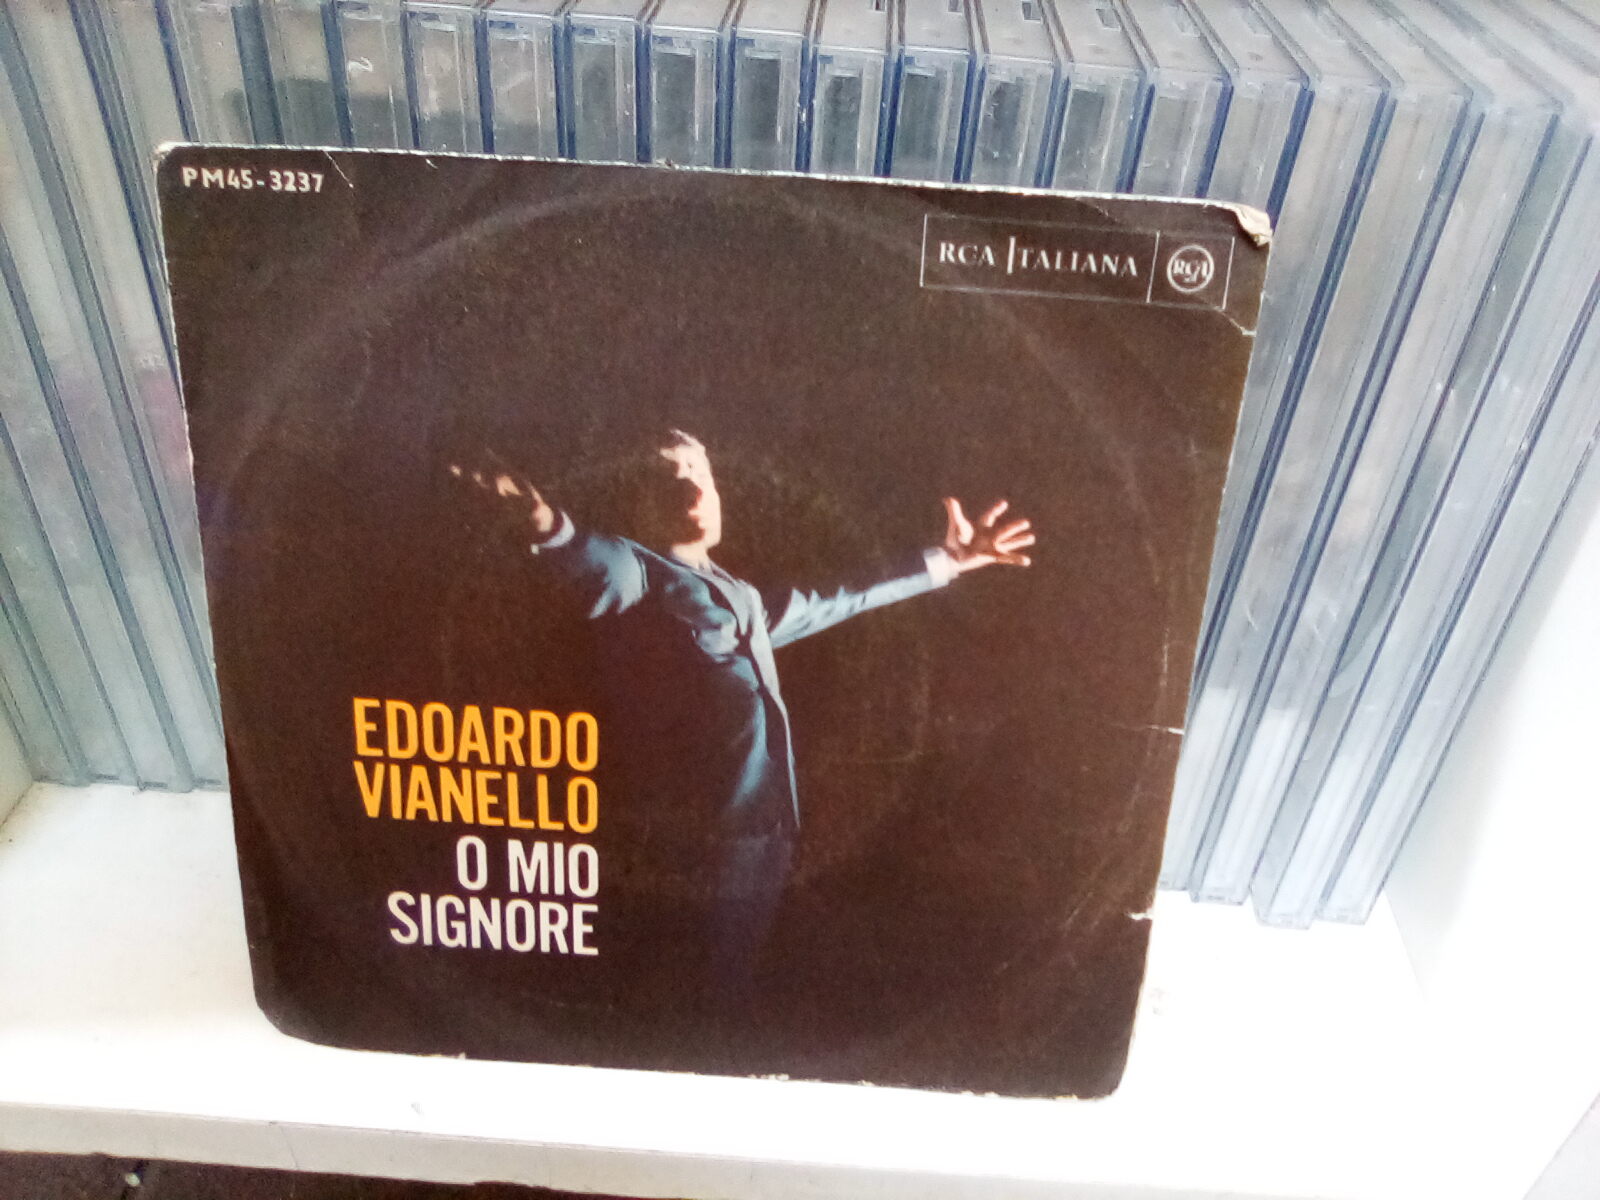 PM45-3237
RCA ITALIANA RCA
EDOARDO
VIANELLO
O MIO
SIGNORE